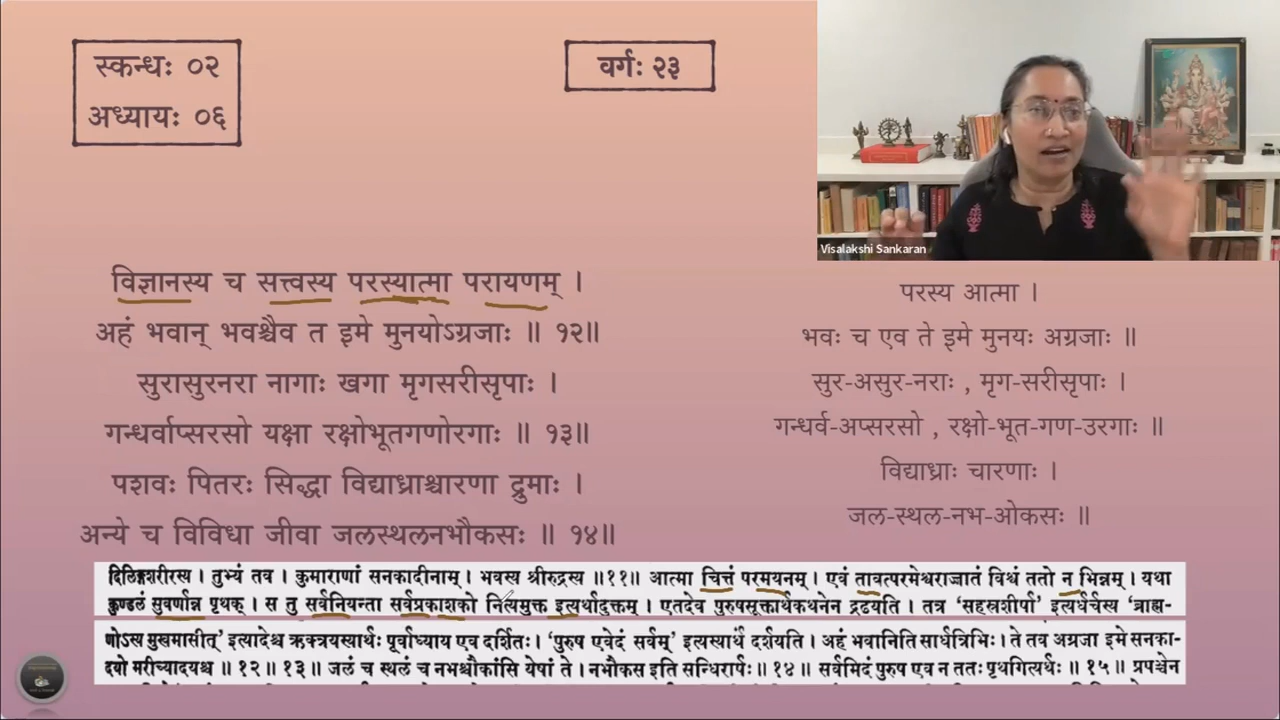 स्कन्धः ०२
अध्यायः ०६
वर्गः २३
Visalakshi Sankaran
विज्ञानस्य च सत्त्वस्य परस्यात्मा परायणम् ।
अहं भवान् भवश्चैव त इमे मुनयोऽग्रजाः ॥ १२॥
सुरासुरनरा नागाः खगा मृगसरीसृपाः ।
गन्धर्वाप्सरसो यक्षा रक्षोभूतगणोरगाः ॥ १३॥
पशवः पितरः सिद्धा विद्याध्राश्चारणा द्रुमाः ।
अन्ये च विविधा जीवा जलस्थलनभौकसः ॥ १४॥
परस्य आत्मा ।
भवः च एव ते इमे मुनयः अग्रजाः ॥
सुर-असुर-नराः , मृग-सरीसृपाः ।
गन्धर्व-अप्सरसो , रक्षो-भूत-गण-उरगाः ॥
विद्याध्राः चारणाः ।
जल-स्थल-नभ-ओकसः ॥
तुभ्यं तव । कुमाराणां सनकादीनाम् । भवस्य श्रीरुद्रस्य ॥११॥ आत्मा चित्तं परमयनम् । एवं तावत्परमेश्वराज्जातं विश्वं ततो न भिन्नम् । यथा
कुण्डलं सुवर्णान्न पृथक् । स तु सर्वनियन्ता सर्वप्रकाशको नित्यमुक्त इत्यर्थादुक्तम् । एतदेव पुरुषसूक्तार्थकथनेन द्रढयति । तत्र 'सहस्रशीर्षा' इत्यर्धर्चस्य 'ब्राह्म-
णोऽस्य मुखमासीत्' इत्यादेश्च ऋक्त्रयस्यार्थः पूर्वाध्याय एव दर्शितः । 'पुरुष एवेदं सर्वम्' इत्यस्यार्थं दर्शयति । अहं भवानिति सार्धत्रिभिः । ते तव अग्रजा इमे सनका-
दयो मरीच्यादयश्च ॥ १२॥ १३॥ जलं च स्थलं च नभश्चौकांसि येषां ते । नभौकस इति सन्धिरार्षः ॥ १४॥ सर्वमिदं पुरुष एव न ततः पृथगित्यर्थः ॥ १५॥ प्रपञ्चेन